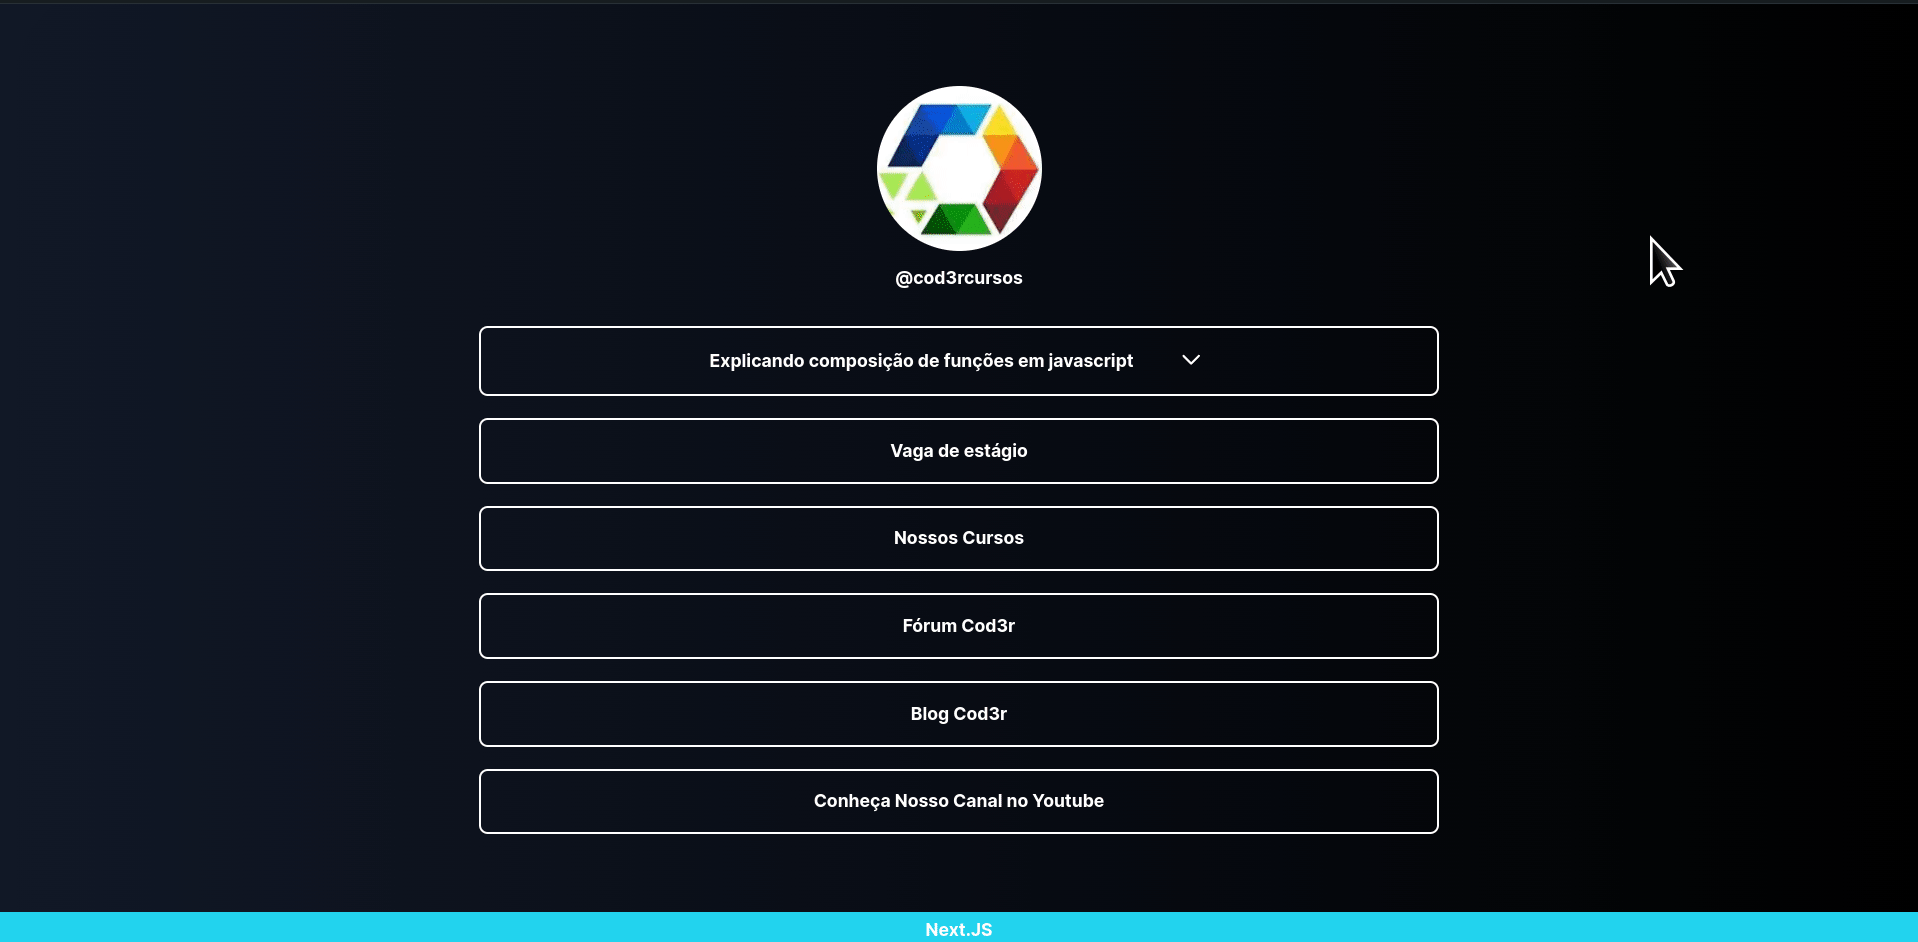 @cod3rcursos
Explicando composição de funções em javascript
Vaga de estágio
Nossos Cursos
Fórum Cod3r
Blog Cod3r
Conheça Nosso Canal no Youtube
Next.JS